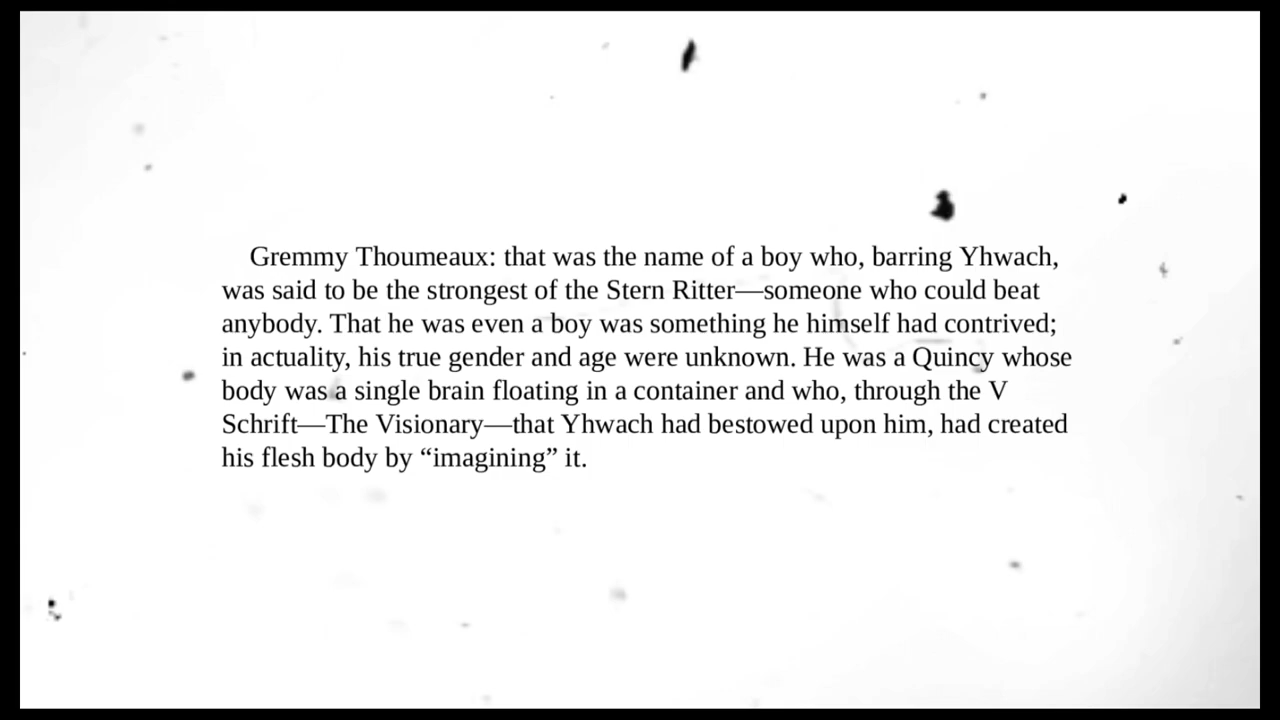 Gremmy Thoumeaux: that was the name of a boy who, barring Yhwach,
was said to be the strongest of the Stern Ritter—someone who could beat
anybody. That he was even a boy was something he himself had contrived;
in actuality, his true gender and age were unknown. He was a Quincy whose
body was a single brain floating in a container and who, through the V
Schrift—The Visionary—that Yhwach had bestowed upon him, had created
his flesh body by “imagining” it.